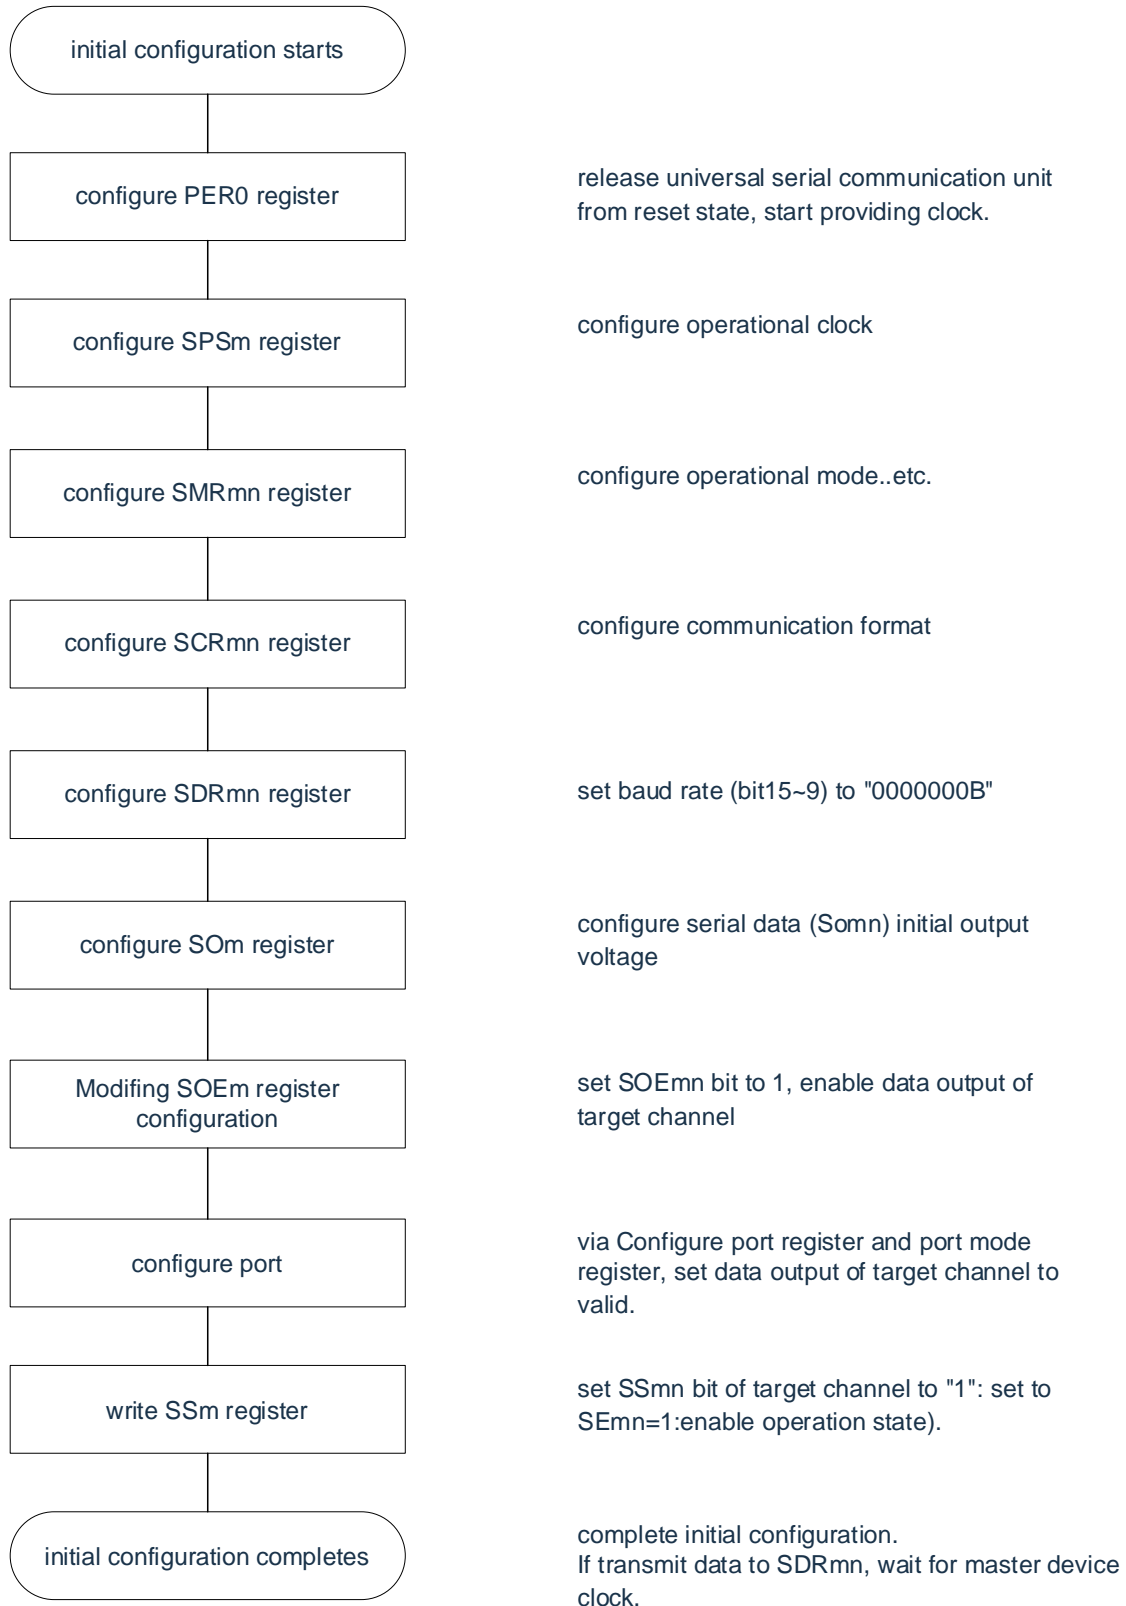 initial configuration starts
configure PER0 register
release universal serial communication unit
from reset state, start providing clock.
configure SPSm register
configure operational clock
configure SMRmn register
configure operational mode..etc.
configure SCRmn register
configure communication format
configure SDRmn register
set baud rate (bit15~9) to "0000000B"
configure SOm register
configure serial data (Somn) initial output
voltage
Modifing SOEm register
configuration
set SOEmn bit to 1, enable data output of
target channel
configure port
via Configure port register and port mode
register, set data output of target channel to
valid.
write SSm register
set SSmn bit of target channel to "1": set to
SEmn=1:enable operation state).
initial configuration completes
complete initial configuration.
If transmit data to SDRmn, wait for master device
clock.